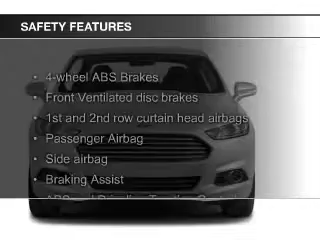 SAFETY FEATURES
• 4-wheel ABS Brakes
• Front Ventilated disc brakes
• 1st and 2nd row curtain head airbags
• Passenger Airbag
• Side airbag
• Braking Assist